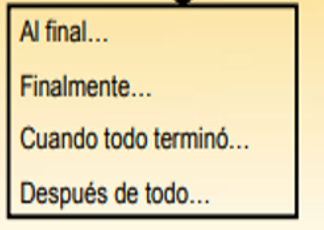 Al final...
Finalmente...
Cuando todo terminó...
Después de todo...